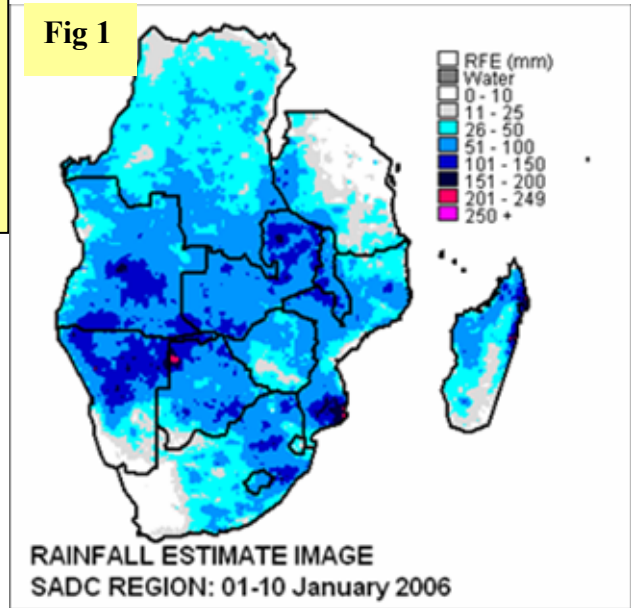 Fig 1
RFE (mm)
Water
0 - 10
11 - 25
26 - 50
51 - 100
101 - 150
151 - 200
201 - 249
250 +
RAINFALL ESTIMATE IMAGE
SADC REGION: 01-10 January 2006